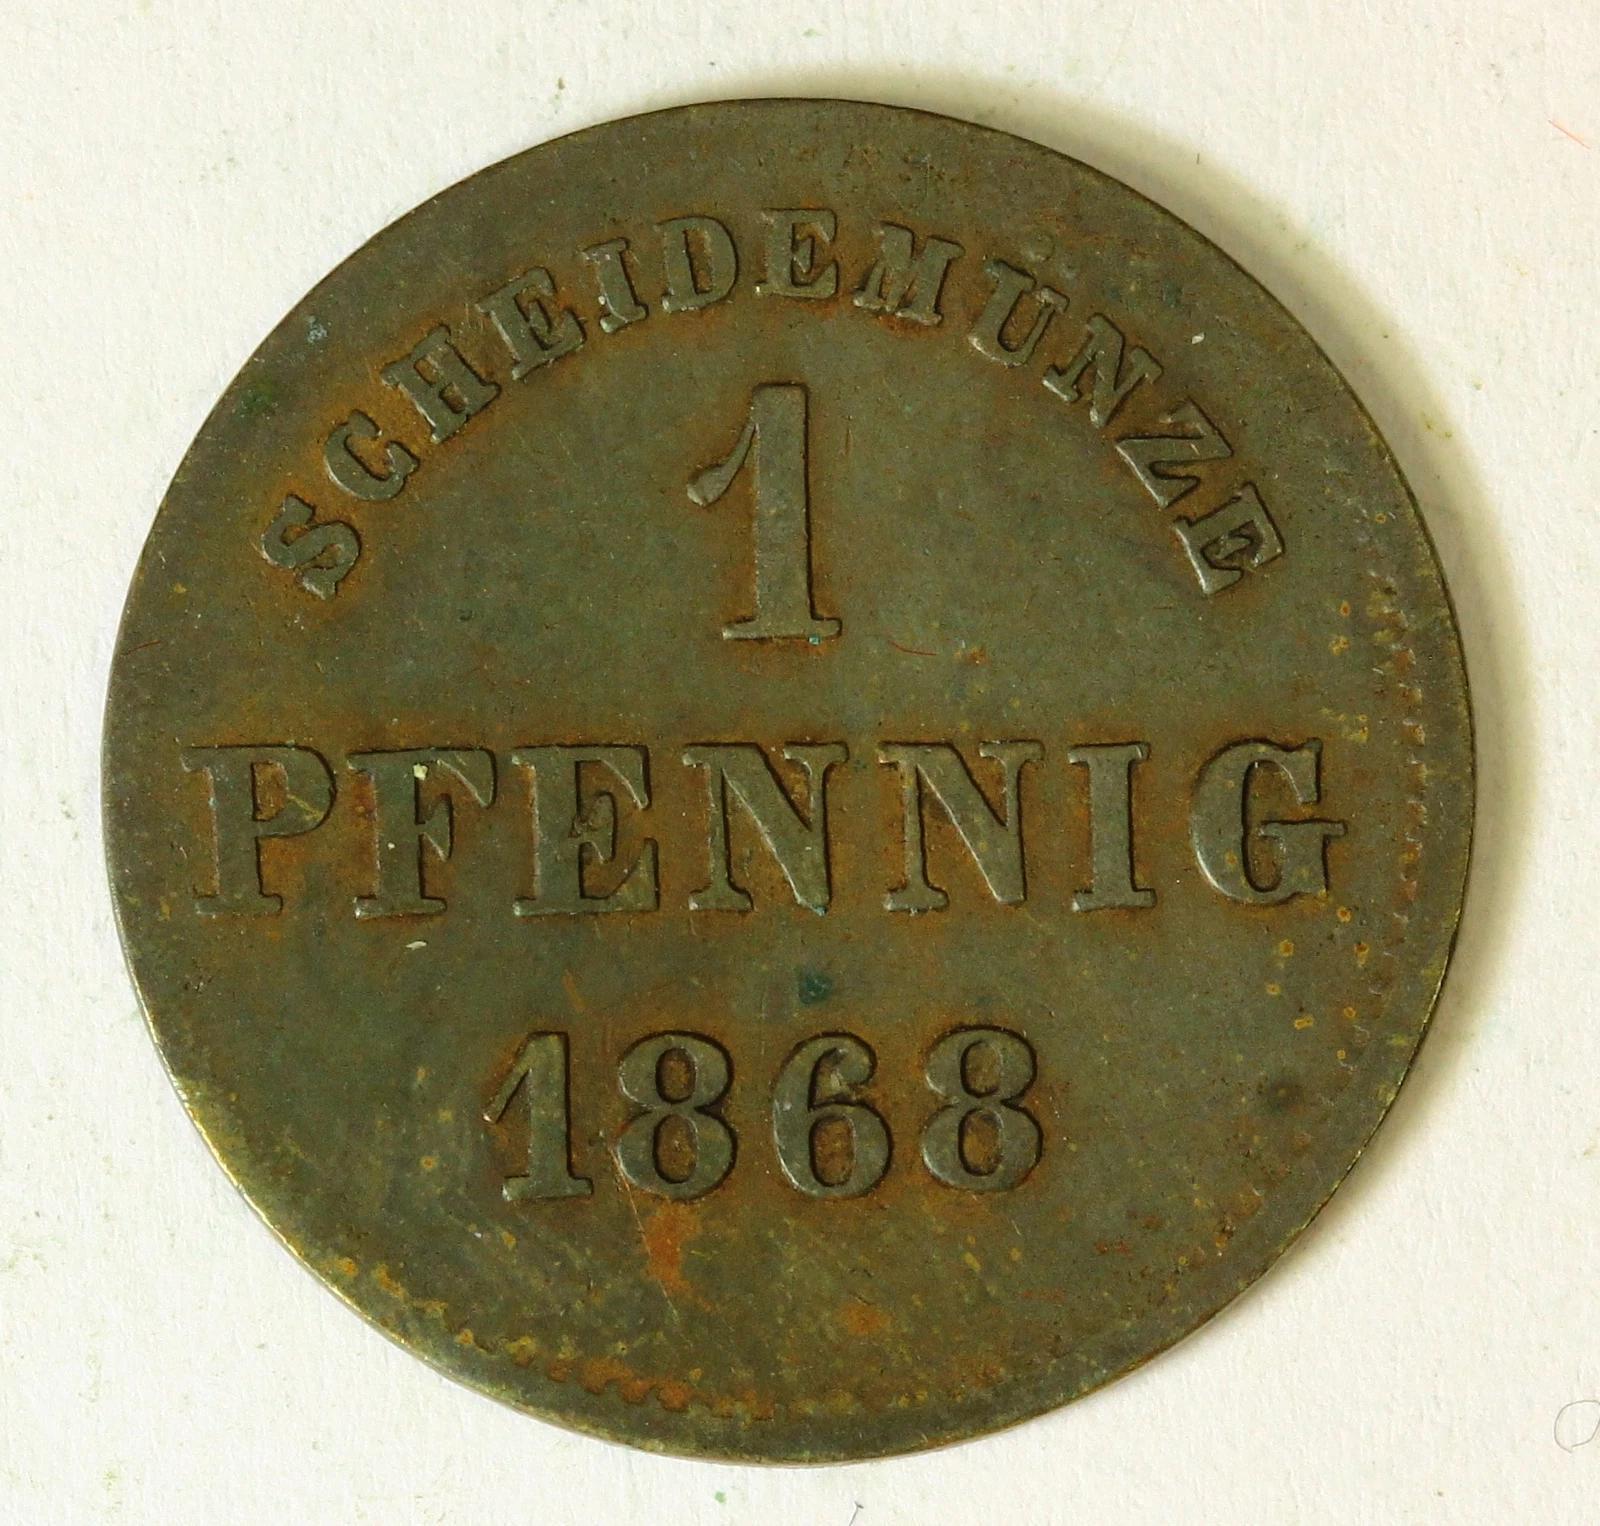 SCHEIDEMÜNZE
1
PFENNIG
1868